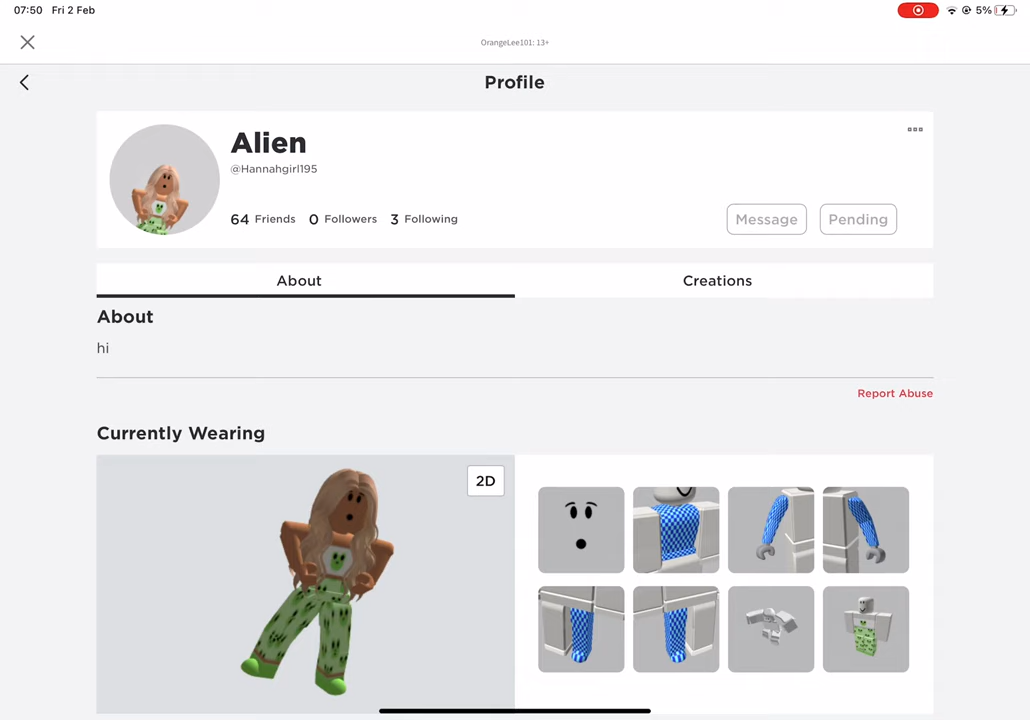 07:50 Fri 2 Feb
5%
OrangeLee101: 13+
Profile
Alien
@Hannahgirl195
64 Friends 0 Followers 3 Following
Message Pending
About Creations
About
hi
Report Abuse
Currently Wearing
2D